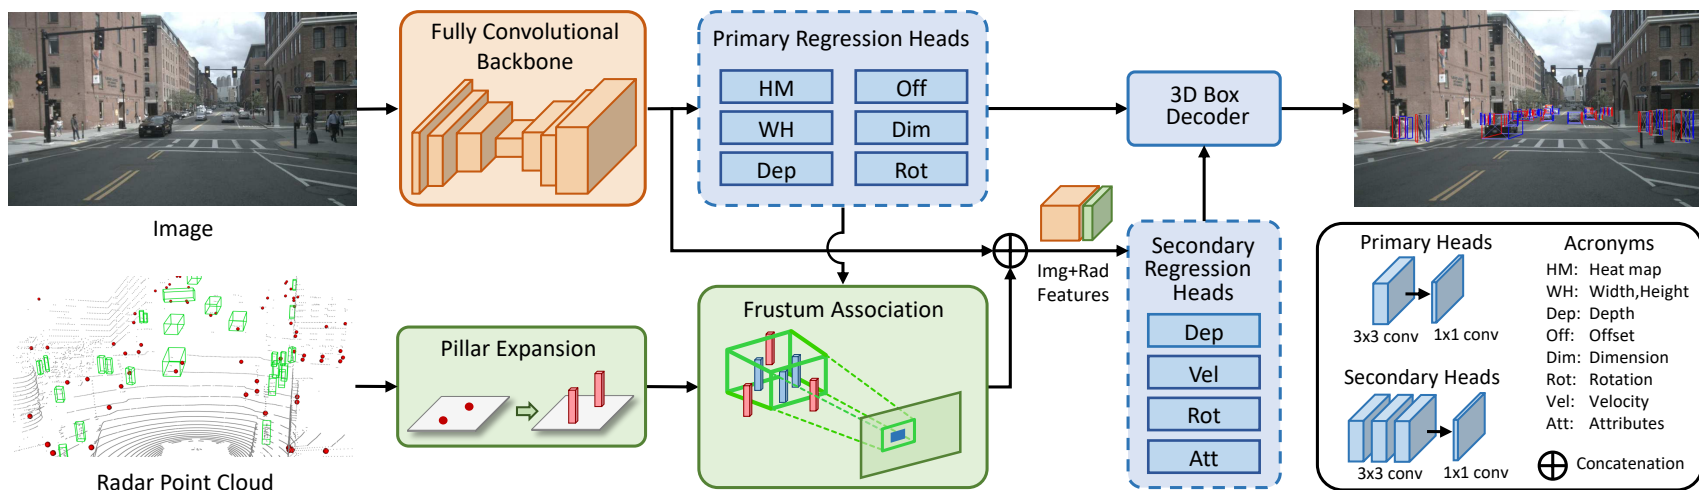 Image
Radar Point Cloud
Fully Convolutional
Backbone
Pillar Expansion
Primary Regression Heads
HM
Off
WH
Dim
Dep
Rot
Frustum Association
Img+Rad
Features
3D Box
Decoder
Secondary
Regression
Heads
Dep
Vel
Rot
Att
Primary Heads
3x3 conv
1x1 conv
Secondary Heads
3x3 conv
1x1 conv
Acronyms
HM: Heat map
WH: Width,Height
Dep: Depth
Off: Offset
Dim: Dimension
Rot: Rotation
Vel: Velocity
Att: Attributes
Concatenation